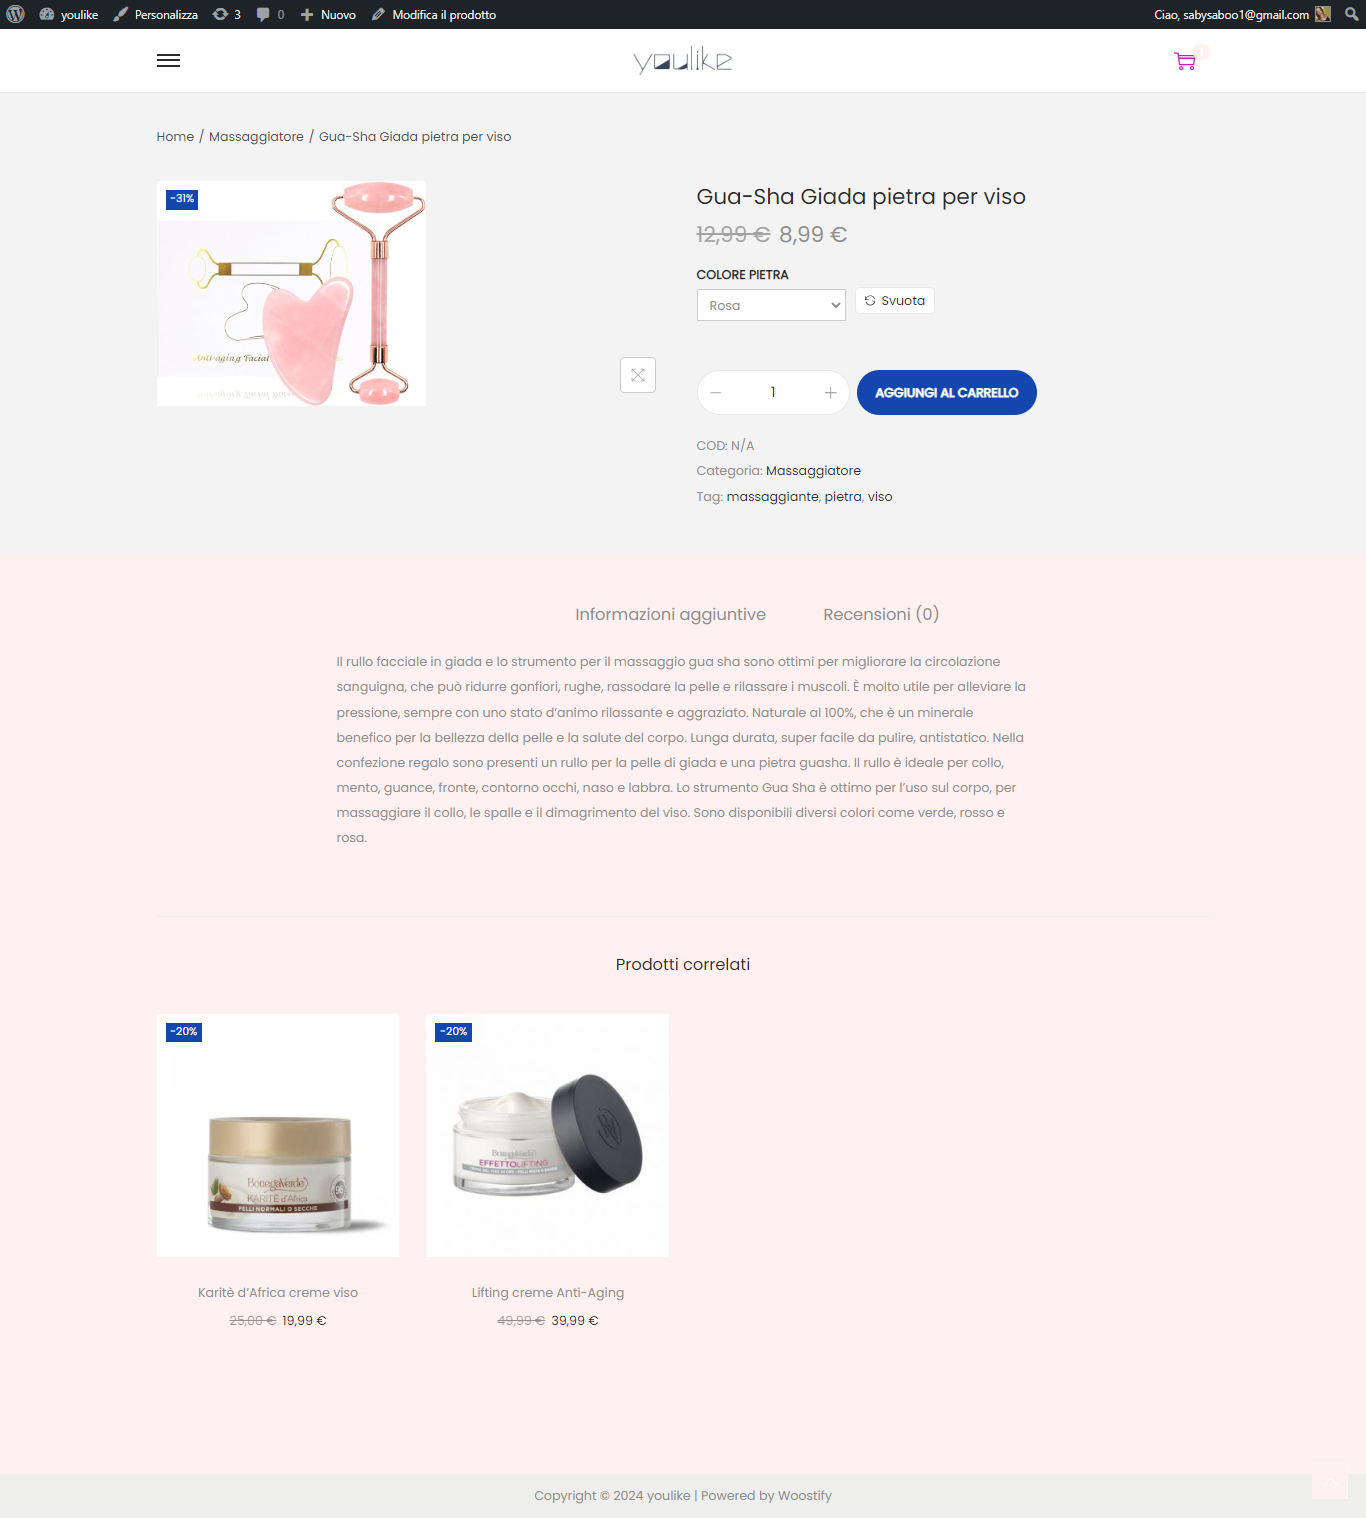 youlike
Personalizza
3
0
Nuovo
Modifica il prodotto
Ciao, sabysaboo1@gmail.com
youlike
Home / Massaggiatore / Gua-Sha Giada pietra per viso
-31%
Anti-aging Facial
Gua-Sha Giada pietra per viso
12,99 € 8,99 €
COLORE PIETRA
Rosa
Svuota
1
AGGIUNGI AL CARRELLO
COD: N/A
Categoria: Massaggiatore
Tag: massaggiante, pietra, viso
Informazioni aggiuntive
Recensioni (0)
Il rullo facciale in giada e lo strumento per il massaggio gua sha sono ottimi per migliorare la circolazione
sanguigna, che può ridurre gonfiori, rughe, rassodare la pelle e rilassare i muscoli. È molto utile per alleviare la
pressione, sempre con uno stato d’animo rilassante e aggraziato. Naturale al 100%, che è un minerale
benefico per la bellezza della pelle e la salute del corpo. Lunga durata, super facile da pulire, antistatico. Nella
confezione regalo sono presenti un rullo per la pelle di giada e una pietra guasha. Il rullo è ideale per collo,
mento, guance, fronte, contorno occhi, naso e labbra. Lo strumento Gua Sha è ottimo per l’uso sul corpo, per
massaggiare il collo, le spalle e il dimagrimento del viso. Sono disponibili diversi colori come verde, rosso e
rosa.
Prodotti correlati
-20%
BottegaVerde
KARITÈ d'Africa
PELLI NORMALI O SECCHE
-20%
BottegaVerde
EFFETTOLIFTING
Karitè d’Africa creme viso
25,00 € 19,99 €
Lifting creme Anti-Aging
49,99 € 39,99 €
Copyright © 2024 youlike | Powered by Woostify